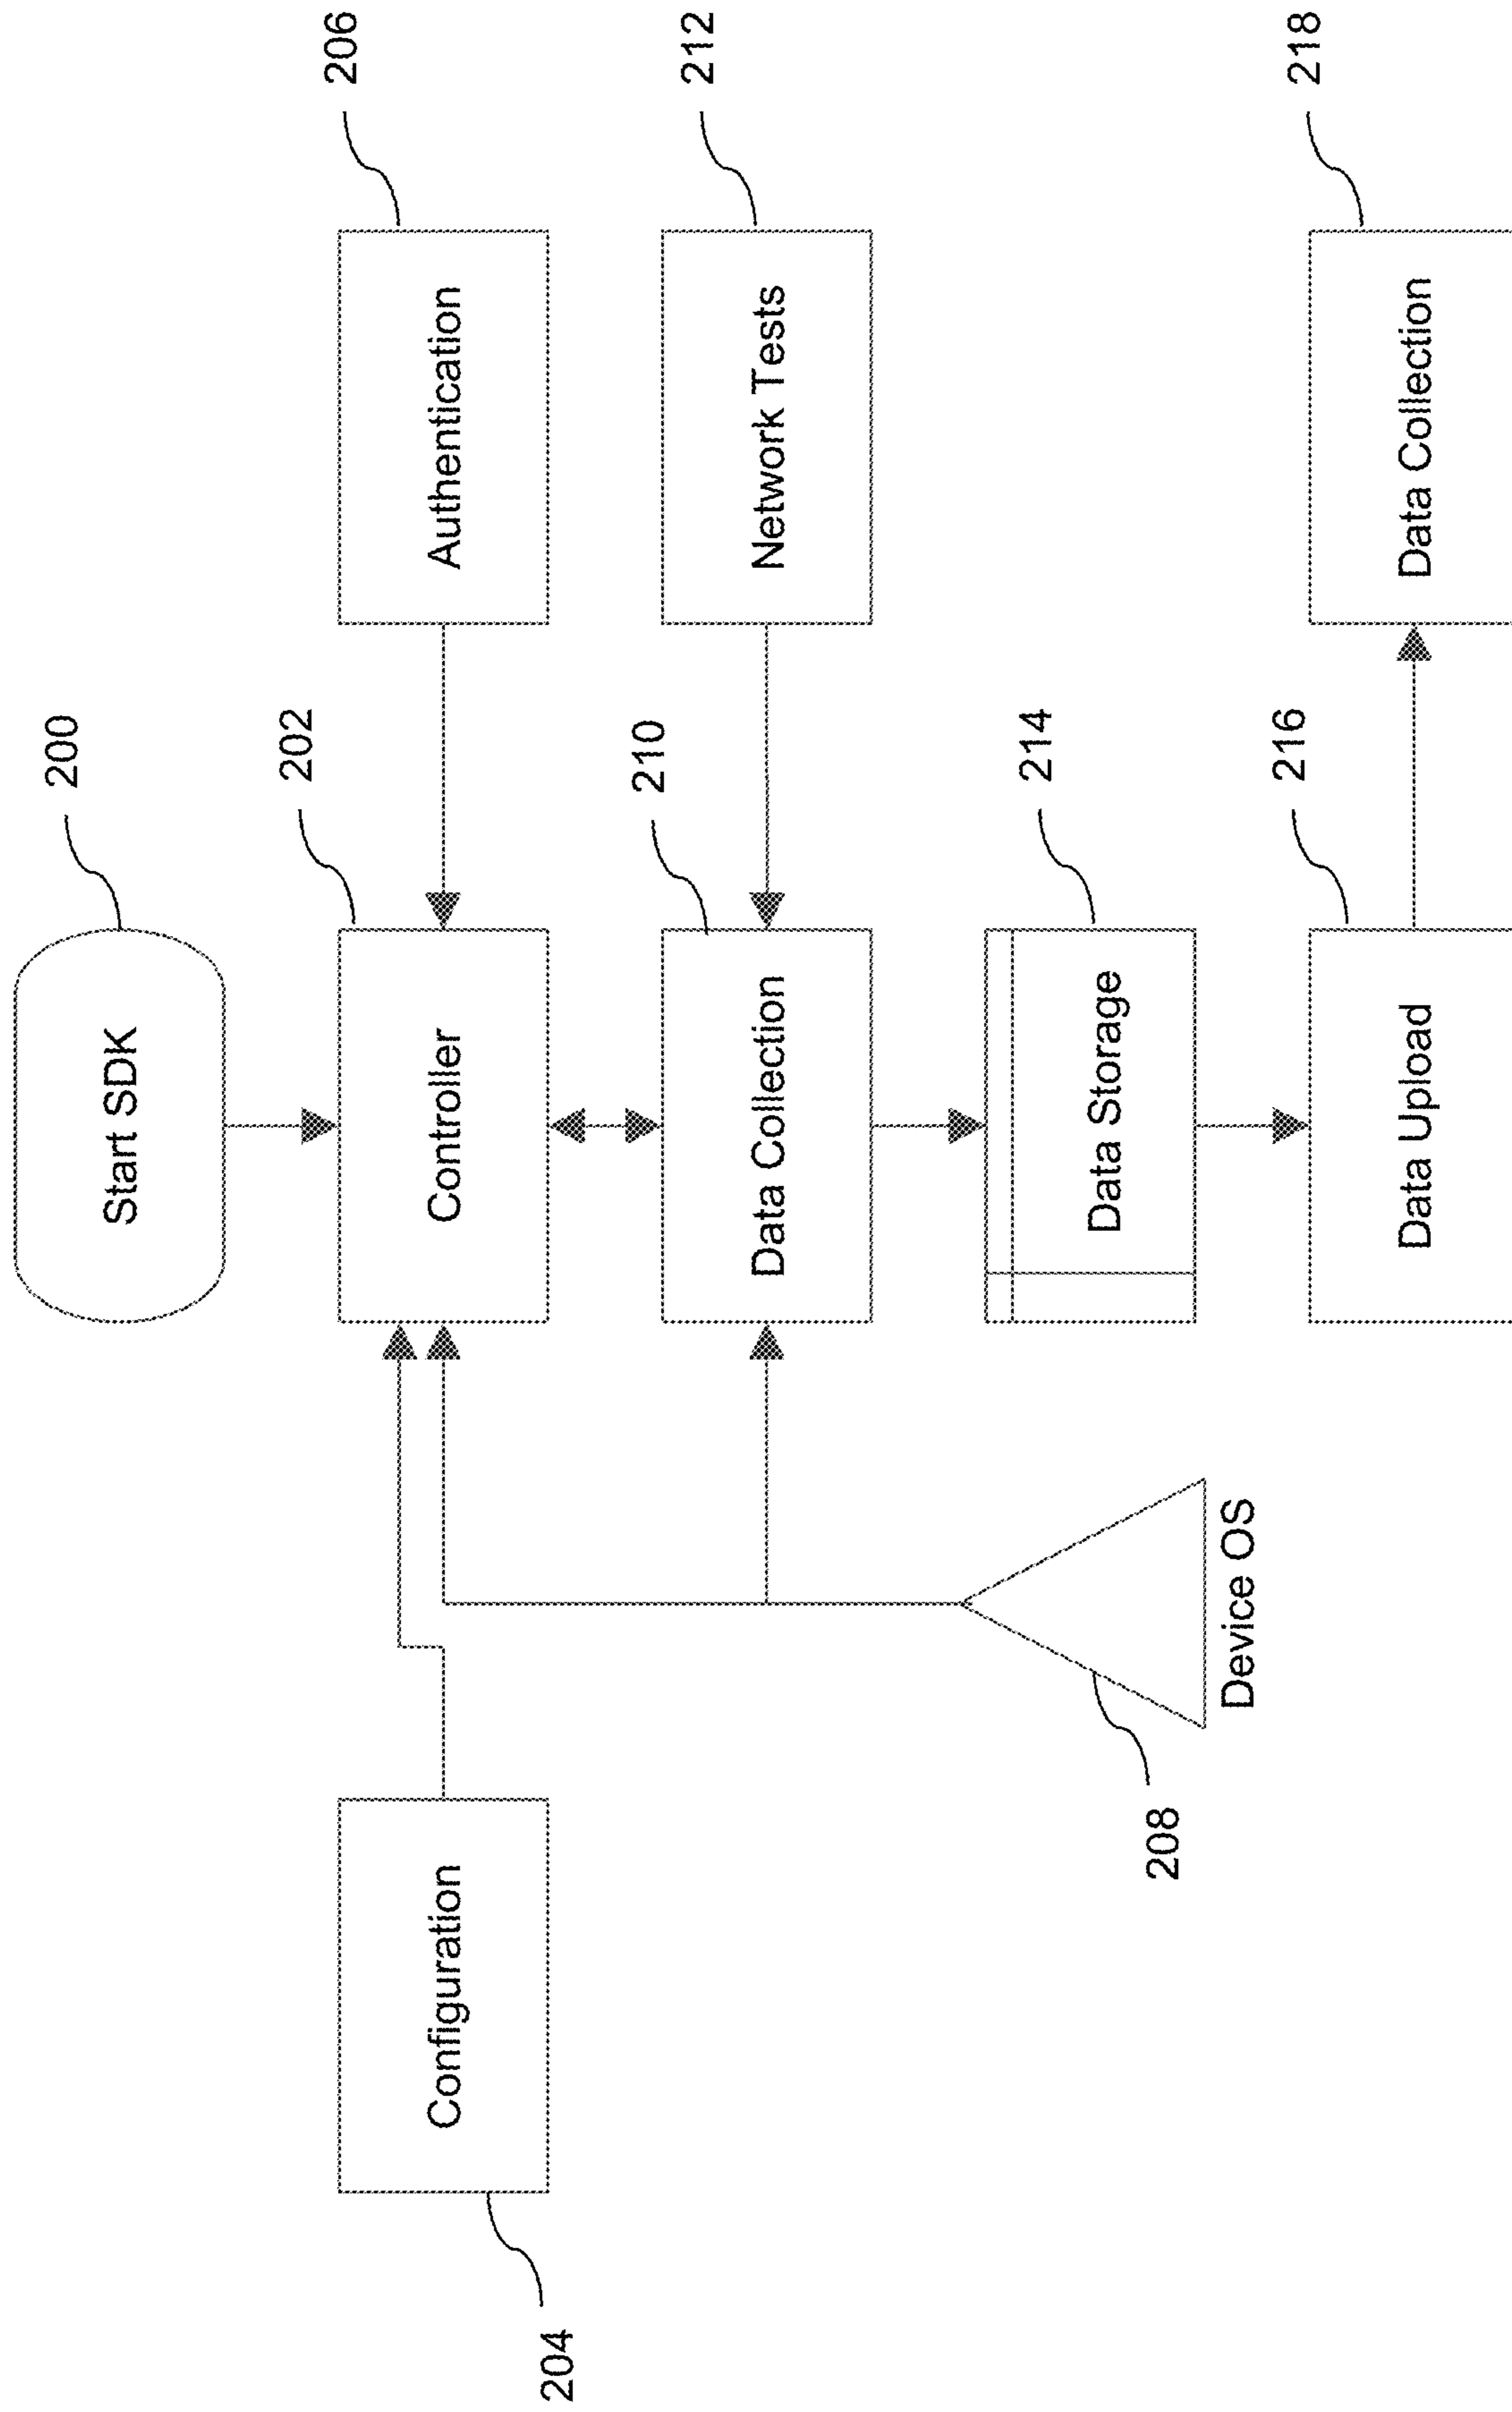 200
Start SDK
204
Configuration
202
Controller
206
Authentication
210
Data Collection
212
Network Tests
208
Device OS
214
Data Storage
216
Data Upload
218
Data Collection